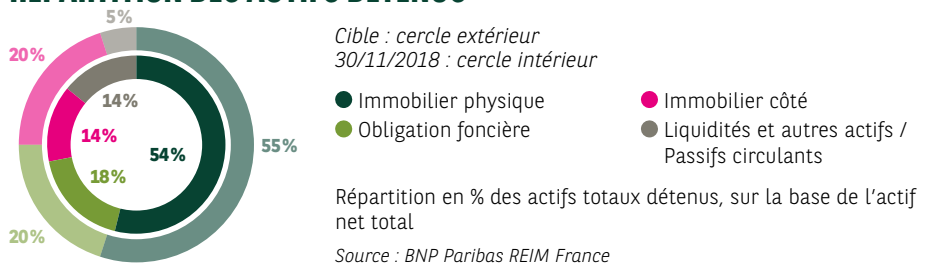 5%
20%
14%
14%
54%
55%
18%
20%
Cible : cercle extérieur
30/11/2018 : cercle intérieur
Immobilier physique
Immobilier côté
Obligation foncière
Liquidités et autres actifs /
Passifs circulants
Répartition en % des actifs totaux détenus, sur la base de l'actif
net total
Source : BNP Paribas REIM France